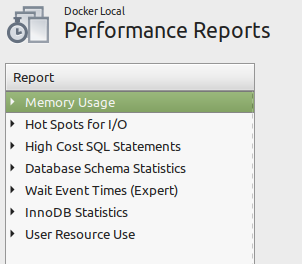 Docker Local
Performance Reports
Report
Memory Usage
Hot Spots for I/O
High Cost SQL Statements
Database Schema Statistics
Wait Event Times (Expert)
InnoDB Statistics
User Resource Use